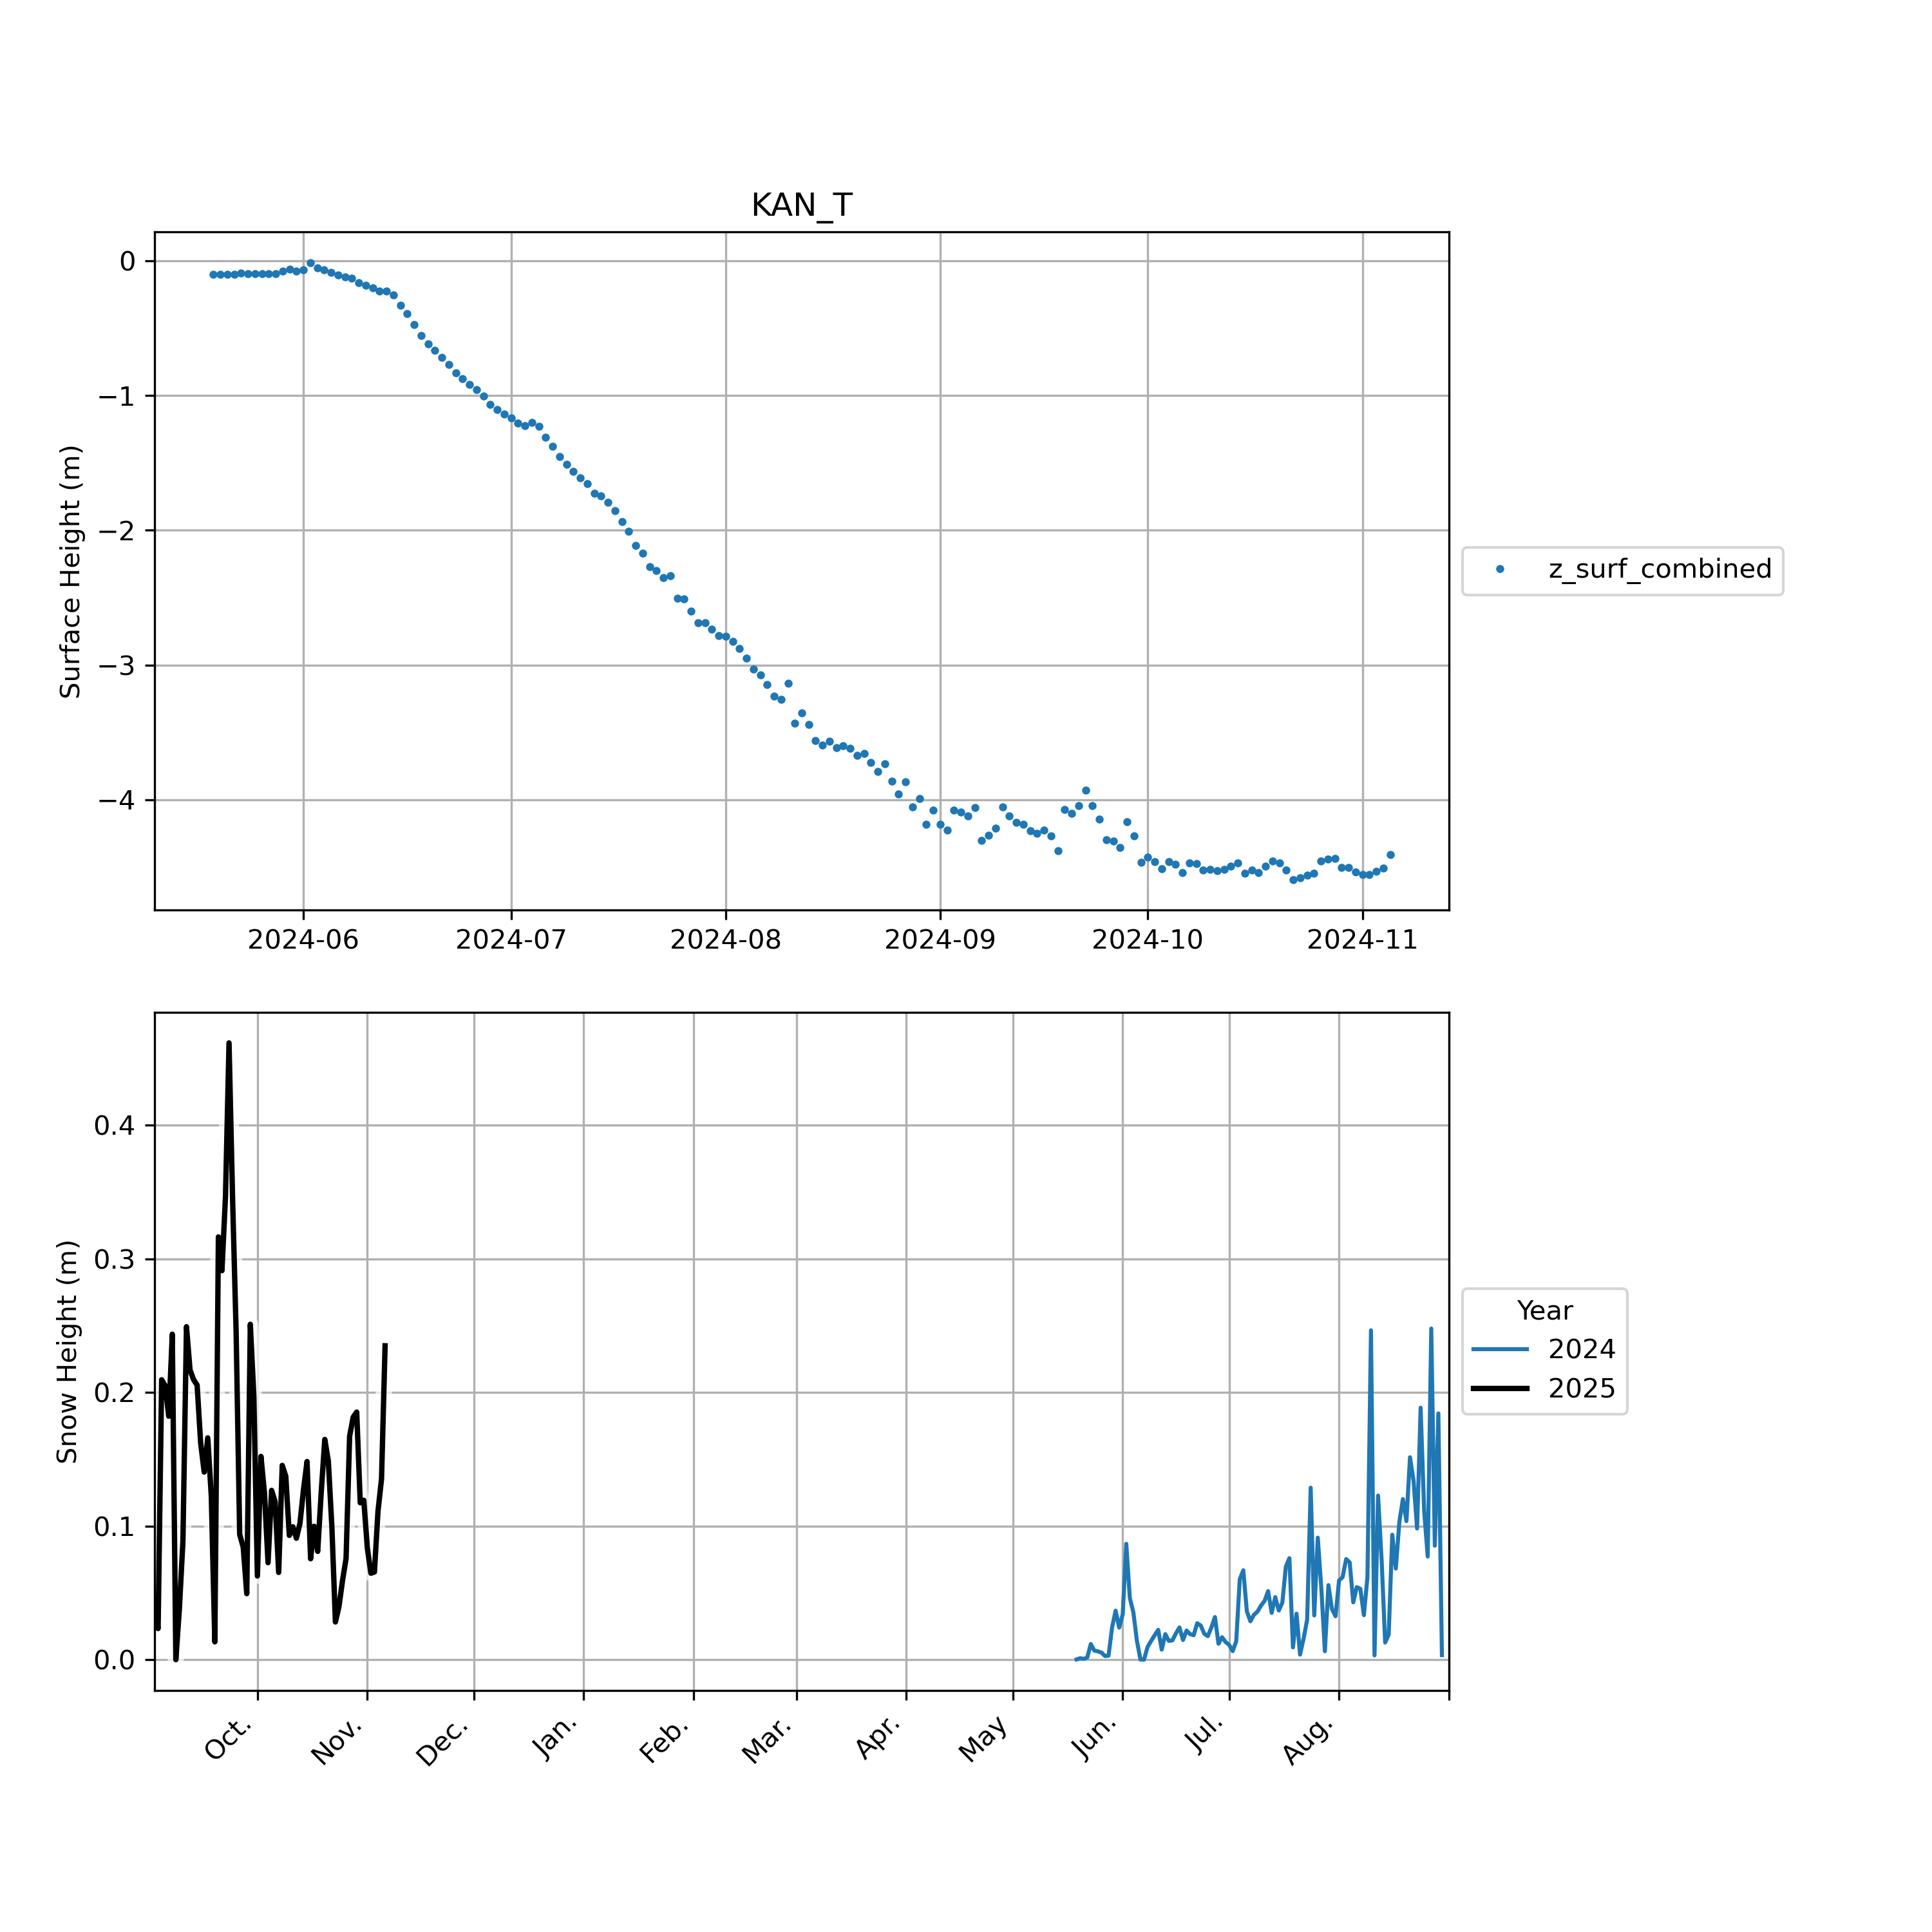 KAN_T
Surface Height (m)
0
−1
−2
−3
−4
2024-06 2024-07 2024-08 2024-09 2024-10 2024-11
z_surf_combined
Snow Height (m)
0.4
0.3
0.2
0.1
0.0
Oct. Nov. Dec. Jan. Feb. Mar. Apr. May Jun. Jul. Aug.
Year
2024
2025